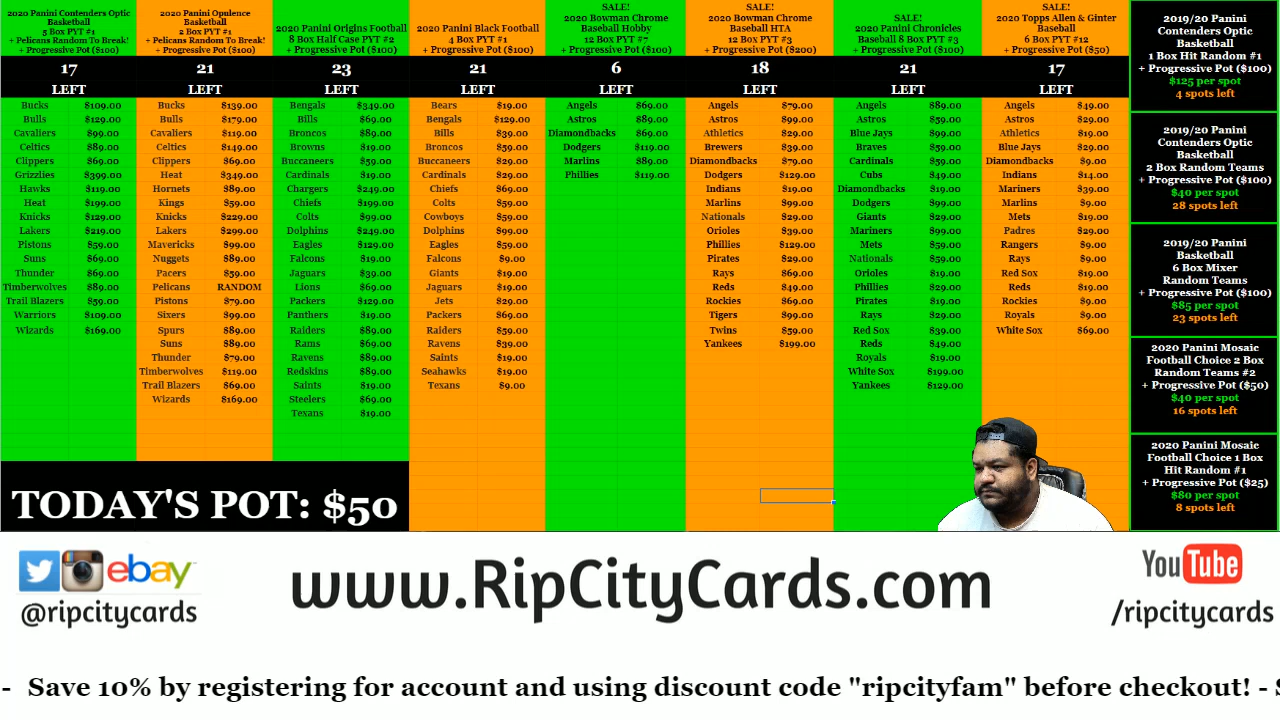 2020 Panini Contenders Optic
Basketball
5 Box PYT #1
+ Pelicans Random To Break!
+ Progressive Pot ($100)
17
LEFT
Bucks $109.00
Bulls $129.00
Cavaliers $99.00
Celtics $89.00
Clippers $69.00
Grizzlies $399.00
Hawks $119.00
Heat $199.00
Knicks $129.00
Lakers $219.00
Pistons $59.00
Suns $69.00
Thunder $69.00
Timberwolves $89.00
Trail Blazers $59.00
Warriors $109.00
Wizards $169.00
2020 Panini Opulence
Basketball
2 Box PYT #1
+ Pelicans Random To Break!
+ Progressive Pot ($100)
21
LEFT
Bucks $139.00
Bulls $179.00
Cavaliers $119.00
Celtics $149.00
Clippers $69.00
Heat $349.00
Hornets $89.00
Kings $59.00
Knicks $229.00
Lakers $299.00
Mavericks $99.00
Nuggets $89.00
Pacers $59.00
Pelicans RANDOM
Pistons $79.00
Sixers $99.00
Spurs $89.00
Suns $89.00
Thunder $79.00
Timberwolves $119.00
Trail Blazers $69.00
Wizards $169.00
2020 Panini Origins Football
8 Box Half Case PYT #2
+ Progressive Pot ($100)
23
LEFT
Bengals $349.00
Bills $69.00
Broncos $89.00
Browns $19.00
Buccaneers $59.00
Cardinals $19.00
Chargers $249.00
Chiefs $199.00
Colts $99.00
Dolphins $249.00
Eagles $129.00
Falcons $19.00
Jaguars $39.00
Lions $69.00
Packers $129.00
Panthers $19.00
Raiders $89.00
Rams $69.00
Ravens $89.00
Redskins $89.00
Saints $19.00
Steelers $69.00
Texans $19.00
2020 Panini Black Football
4 Box PYT #1
+ Progressive Pot ($100)
21
LEFT
Bears $19.00
Bengals $129.00
Bills $39.00
Broncos $59.00
Buccaneers $29.00
Cardinals $29.00
Chiefs $69.00
Colts $59.00
Cowboys $59.00
Dolphins $99.00
Eagles $59.00
Falcons $9.00
Giants $19.00
Jaguars $19.00
Jets $29.00
Packers $69.00
Raiders $59.00
Ravens $39.00
Saints $19.00
Seahawks $19.00
Texans $9.00
SALE!
2020 Bowman Chrome
Baseball Hobby
12 Box PYT #7
+ Progressive Pot ($100)
6
LEFT
Angels $69.00
Astros $89.00
Diamondbacks $69.00
Dodgers $119.00
Marlins $89.00
Phillies $119.00
SALE!
2020 Bowman Chrome
Baseball HTA
12 Box PYT #3
+ Progressive Pot ($200)
18
LEFT
Angels $79.00
Astros $99.00
Athletics $29.00
Brewers $39.00
Diamondbacks $79.00
Dodgers $129.00
Indians $19.00
Marlins $99.00
Nationals $29.00
Orioles $39.00
Phillies $129.00
Pirates $29.00
Rays $69.00
Reds $49.00
Rockies $69.00
Tigers $99.00
Twins $59.00
Yankees $199.00
SALE!
2020 Panini Chronicles
Baseball 8 Box PYT #3
+ Progressive Pot ($100)
21
LEFT
Angels $89.00
Astros $59.00
Blue Jays $99.00
Braves $59.00
Cardinals $59.00
Cubs $49.00
Diamondbacks $19.00
Dodgers $99.00
Giants $29.00
Mariners $99.00
Mets $59.00
Nationals $59.00
Orioles $19.00
Phillies $29.00
Pirates $19.00
Rays $29.00
Red Sox $39.00
Reds $49.00
Royals $19.00
White Sox $199.00
Yankees $129.00
SALE!
2020 Topps Allen & Ginter
Baseball
6 Box PYT #12
+ Progressive Pot ($50)
17
LEFT
Angels $49.00
Astros $29.00
Athletics $19.00
Blue Jays $29.00
Diamondbacks $9.00
Indians $14.00
Mariners $39.00
Marlins $9.00
Mets $19.00
Padres $29.00
Rangers $9.00
Rays $9.00
Red Sox $19.00
Reds $19.00
Rockies $9.00
Royals $9.00
White Sox $69.00
2019/20 Panini
Contenders Optic
Basketball
1 Box Hit Random #1
+ Progressive Pot ($100)
$125 per spot
4 spots left
2019/20 Panini
Contenders Optic
Basketball
2 Box Random Teams
+ Progressive Pot ($100)
$40 per spot
28 spots left
2019/20 Panini
Basketball
6 Box Mixer
Random Teams
+ Progressive Pot ($100)
$85 per spot
23 spots left
2020 Panini Mosaic
Football Choice 2 Box
Random Teams #2
+ Progressive Pot ($50)
$40 per spot
16 spots left
2020 Panini Mosaic
Football Choice 1 Box
Hit Random #1
+ Progressive Pot ($25)
$80 per spot
8 spots left
TODAY'S POT: $50
ebay
@ripcitycards
www.RipCityCards.com
YouTube
/ripcitycards
- Save 10% by registering for account and using discount code "ripcityfam" before checkout! - S